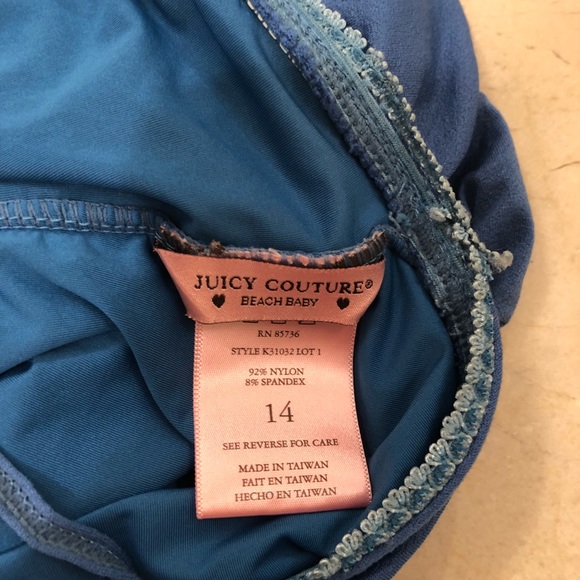 JUICY COUTURE®
♥ BEACH BABY ♥
RN 85736
STYLE K31032 LOT 1
92% NYLON
8% SPANDEX
14
SEE REVERSE FOR CARE
MADE IN TAIWAN
FAIT EN TAIWAN
HECHO EN TAIWAN